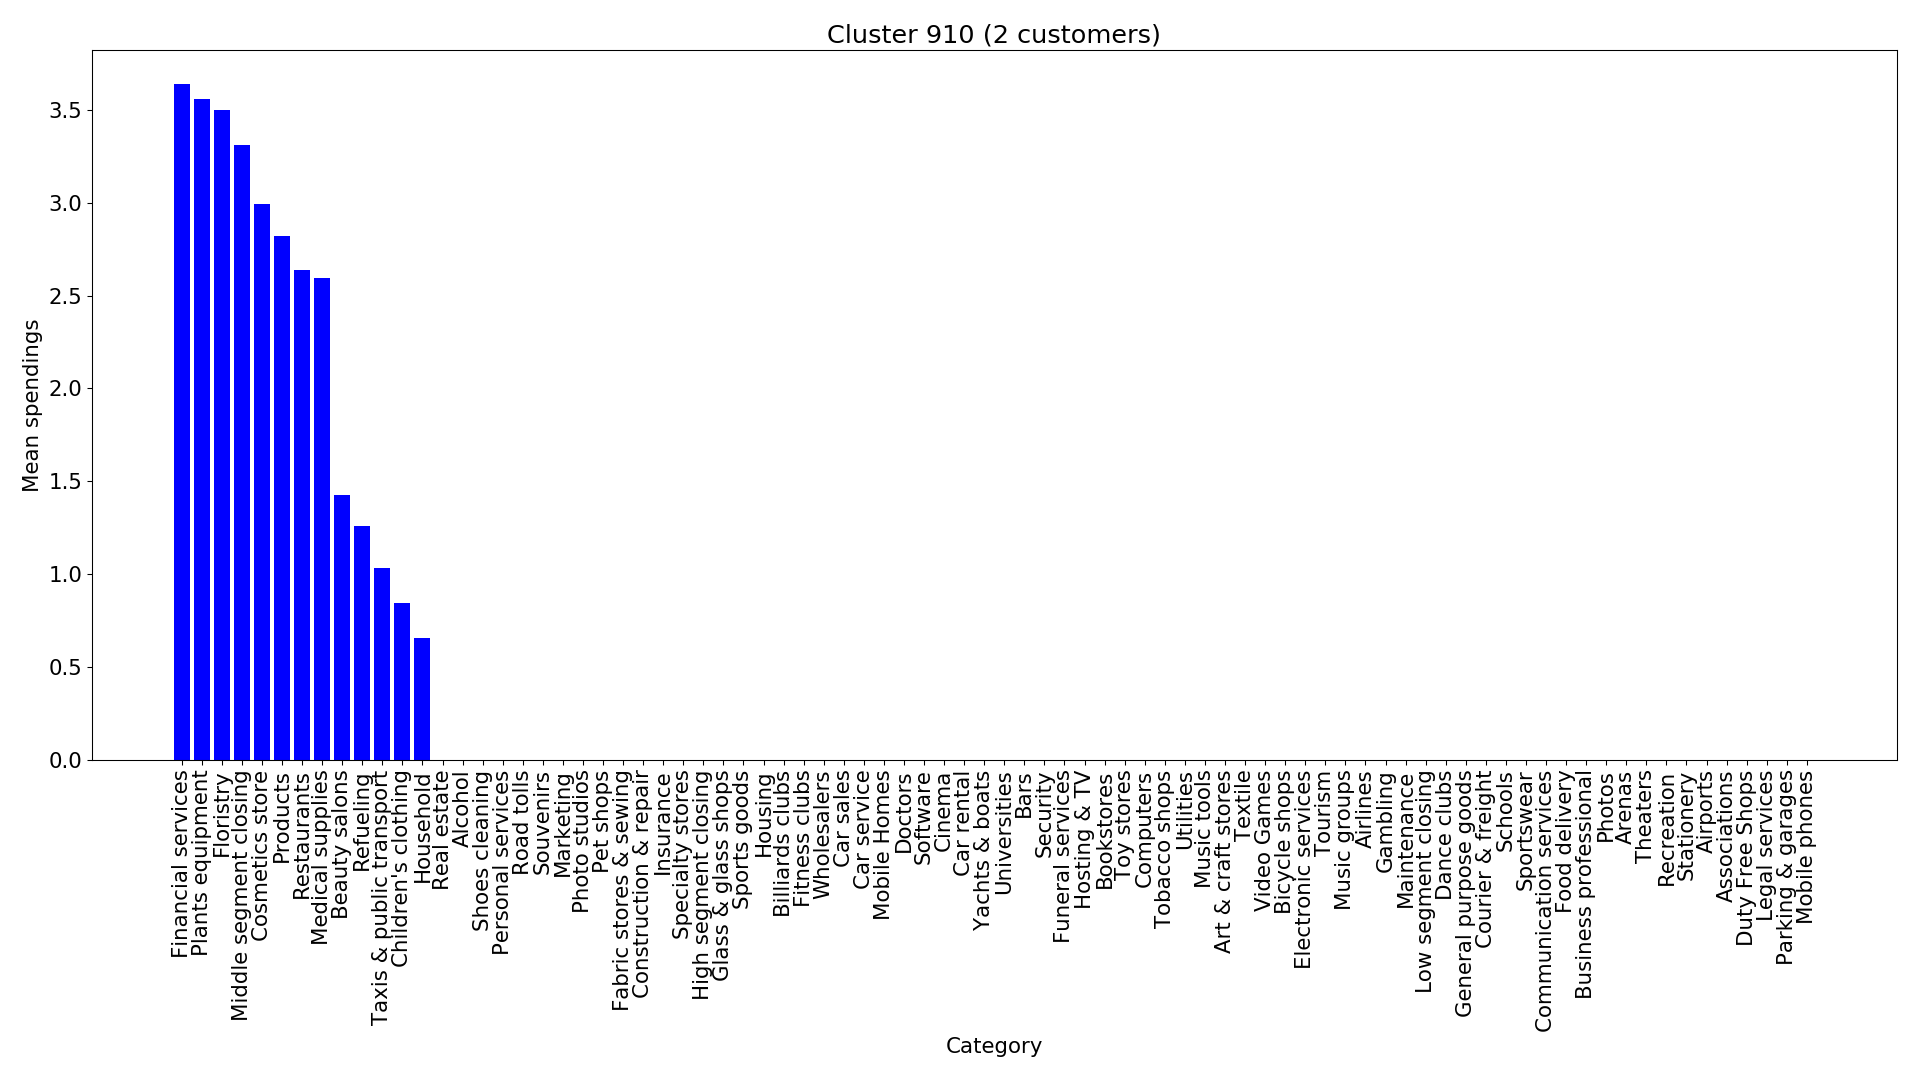 Cluster 910 (2 customers)
Mean spendings
3.5
3.0
2.5
2.0
1.5
1.0
0.5
0.0
Financial services
Plants equipment
Floristry
Middle segment closing
Cosmetics store
Products
Restaurants
Medical supplies
Beauty salons
Refueling
Taxis & public transport
Children's clothing
Household
Real estate
Alcohol
Shoes cleaning
Personal services
Road tolls
Souvenirs
Marketing
Photo studios
Pet shops
Fabric stores & sewing
Construction & repair
Insurance
Specialty stores
High segment closing
Glass & glass shops
Sports goods
Housing
Billiards clubs
Fitness clubs
Wholesalers
Car sales
Car service
Mobile Homes
Doctors
Software
Cinema
Car rental
Yachts & boats
Universities
Bars
Security
Funeral services
Hosting & TV
Bookstores
Toy stores
Computers
Tobacco shops
Utilities
Music tools
Art & craft stores
Textile
Video Games
Bicycle shops
Electronic services
Tourism
Music groups
Airlines
Gambling
Maintenance
Low segment closing
Dance clubs
General purpose goods
Courier & freight
Schools
Sportswear
Communication services
Food delivery
Business professional
Photos
Arenas
Theaters
Recreation
Stationery
Airports
Associations
Duty Free Shops
Legal services
Parking & garages
Mobile phones
Category